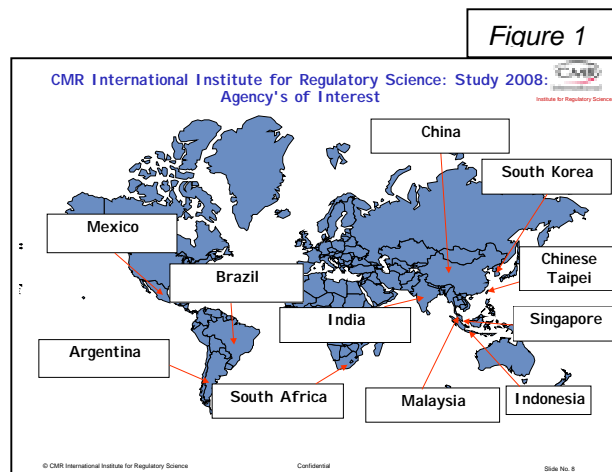 Figure 1
CMR International Institute for Regulatory Science: Study 2008:
Agency's of Interest
CMR
International
Institute for Regulatory Science
China
South Korea
Mexico
Chinese
Taipei
Brazil
India
Singapore
Argentina
South Africa
Malaysia
Indonesia
© CMR International Institute for Regulatory Science
Confidential
Slide No. 8